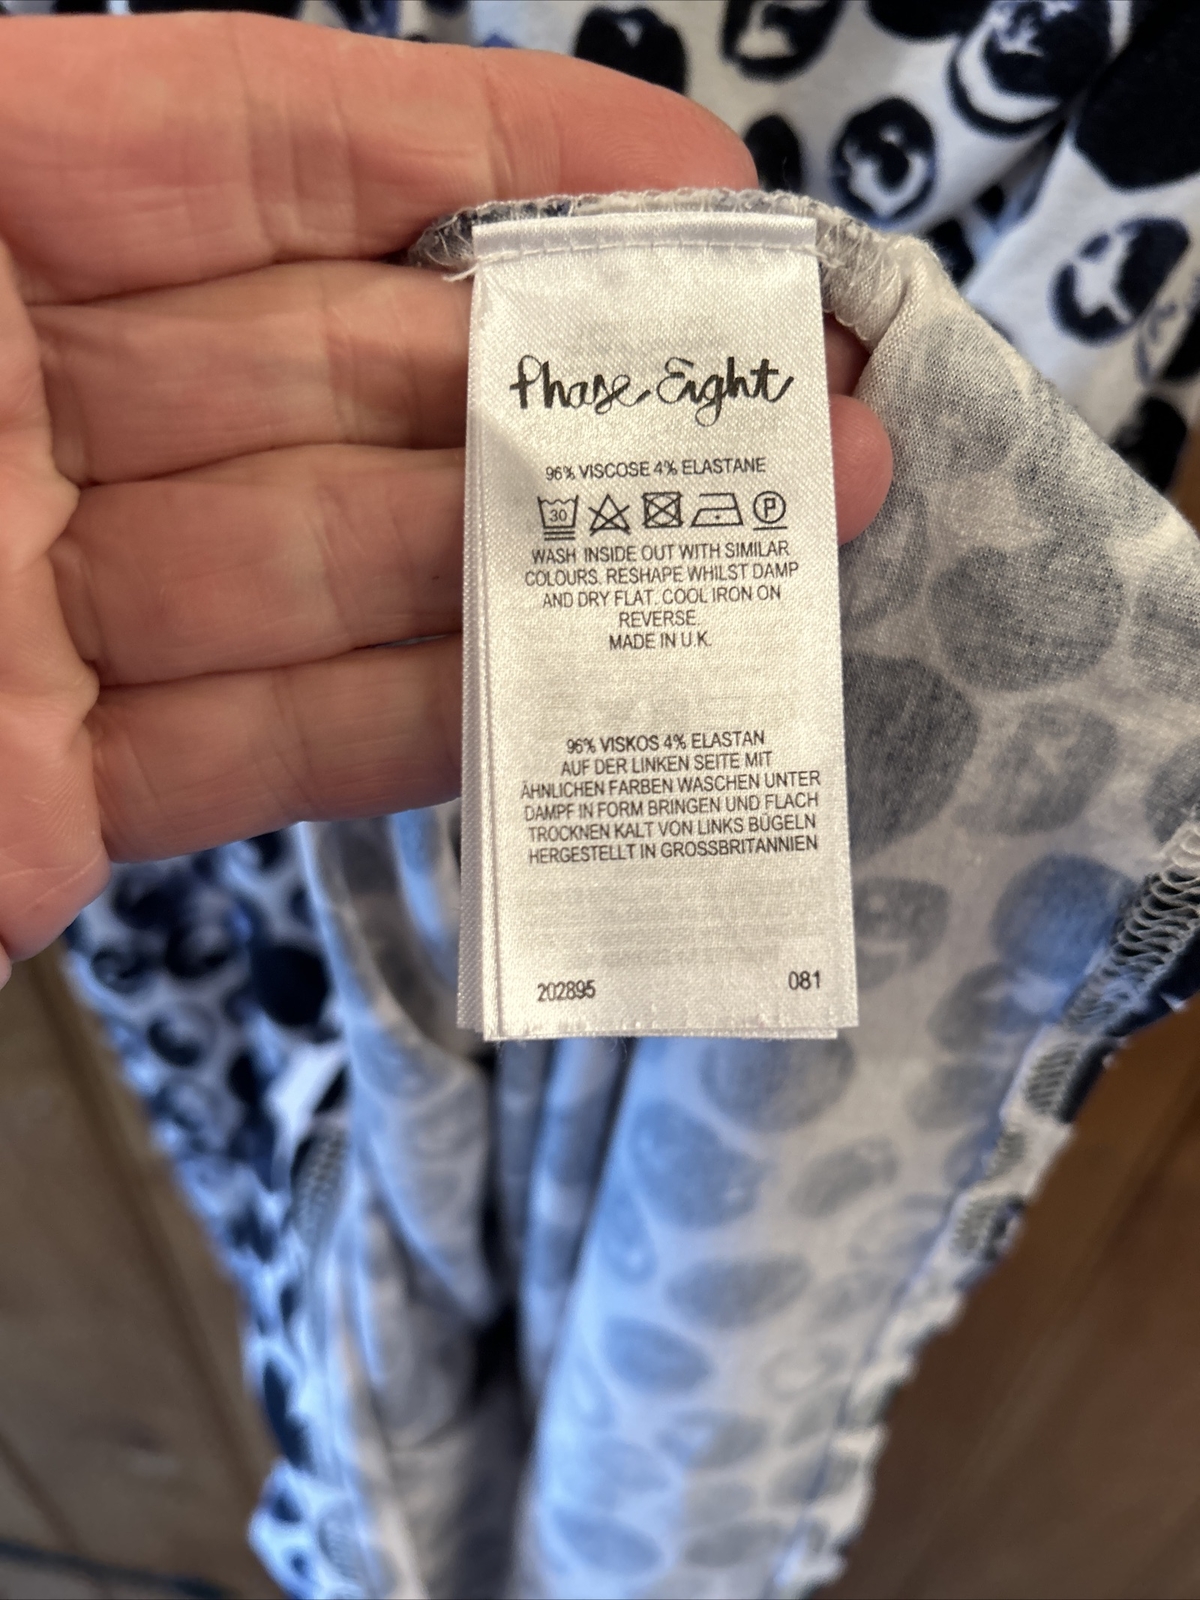 Phase Eight
96% VISCOSE 4% ELASTANE
30 P
WASH INSIDE OUT WITH SIMILAR
COLOURS. RESHAPE WHILST DAMP
AND DRY FLAT. COOL IRON ON
REVERSE.
MADE IN U.K.
96% VISKOS 4% ELASTAN
AUF DER LINKEN SEITE MIT
ÄHNLICHEN FARBEN WASCHEN UNTER
DAMPF IN FORM BRINGEN UND FLACH
TROCKNEN KALT VON LINKS BÜGELN
HERGESTELLT IN GROSSBRITANNIEN
202895 081